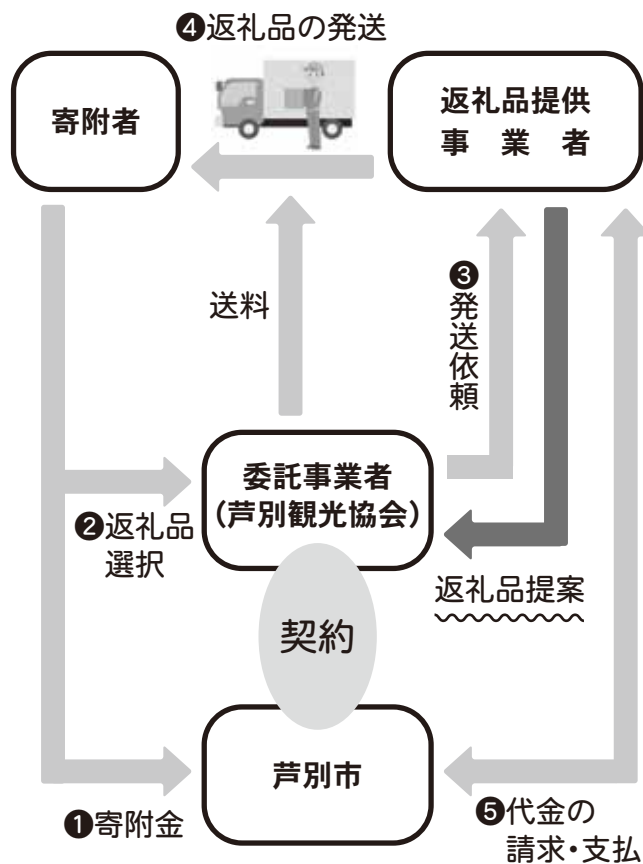 ❹返礼品の発送
寄附者
返礼品提供
事業者
送料
❸発送依頼
委託事業者
（芦別観光協会）
❷返礼品
選択
返礼品提案
契約
芦別市
❶寄附金
❺代金の
請求・支払